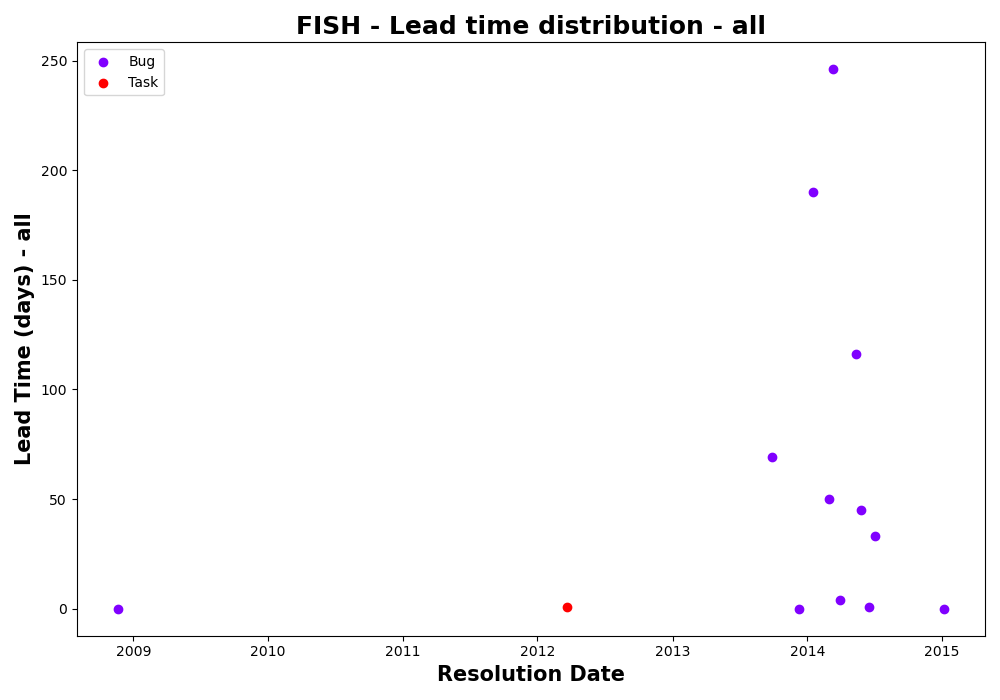 FISH - Lead time distribution - all
Bug
Task
Lead Time (days) - all
250
200
150
100
50
0
2009 2010 2011 2012 2013 2014 2015
Resolution Date